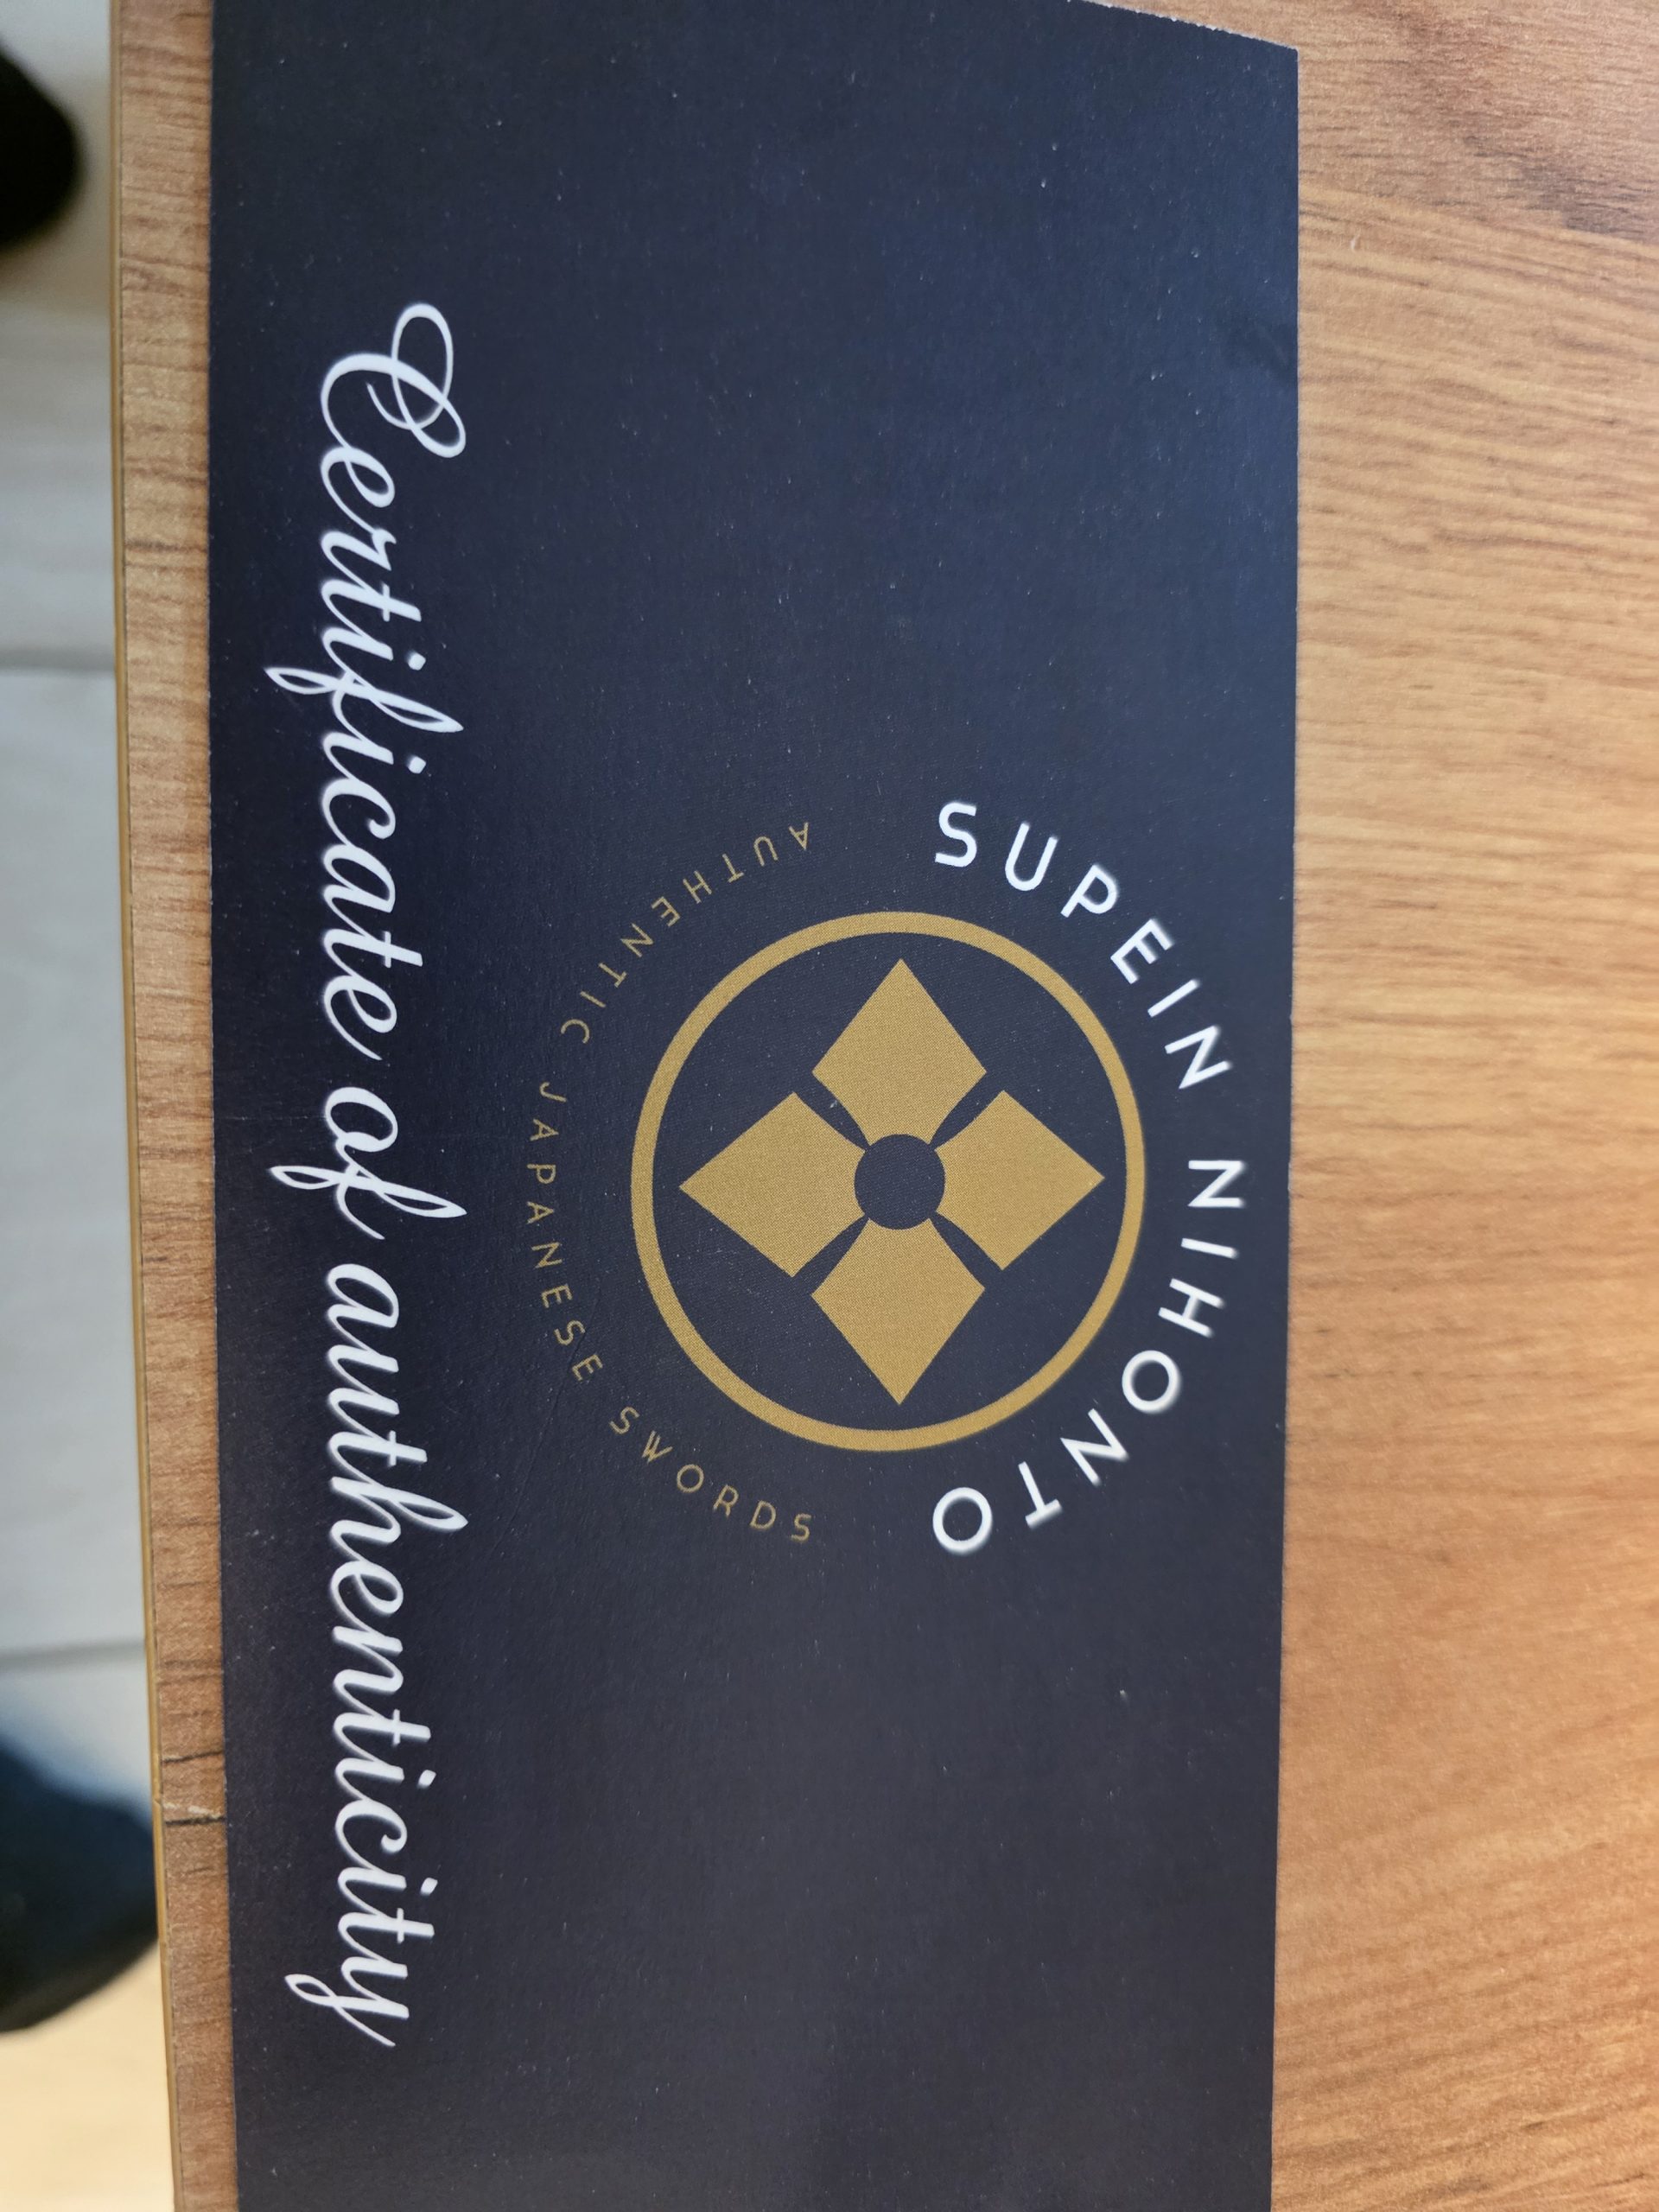 SUPEIN NIHONTO
AUTHENTIC JAPANESE SWORDS
Certificate of authenticity